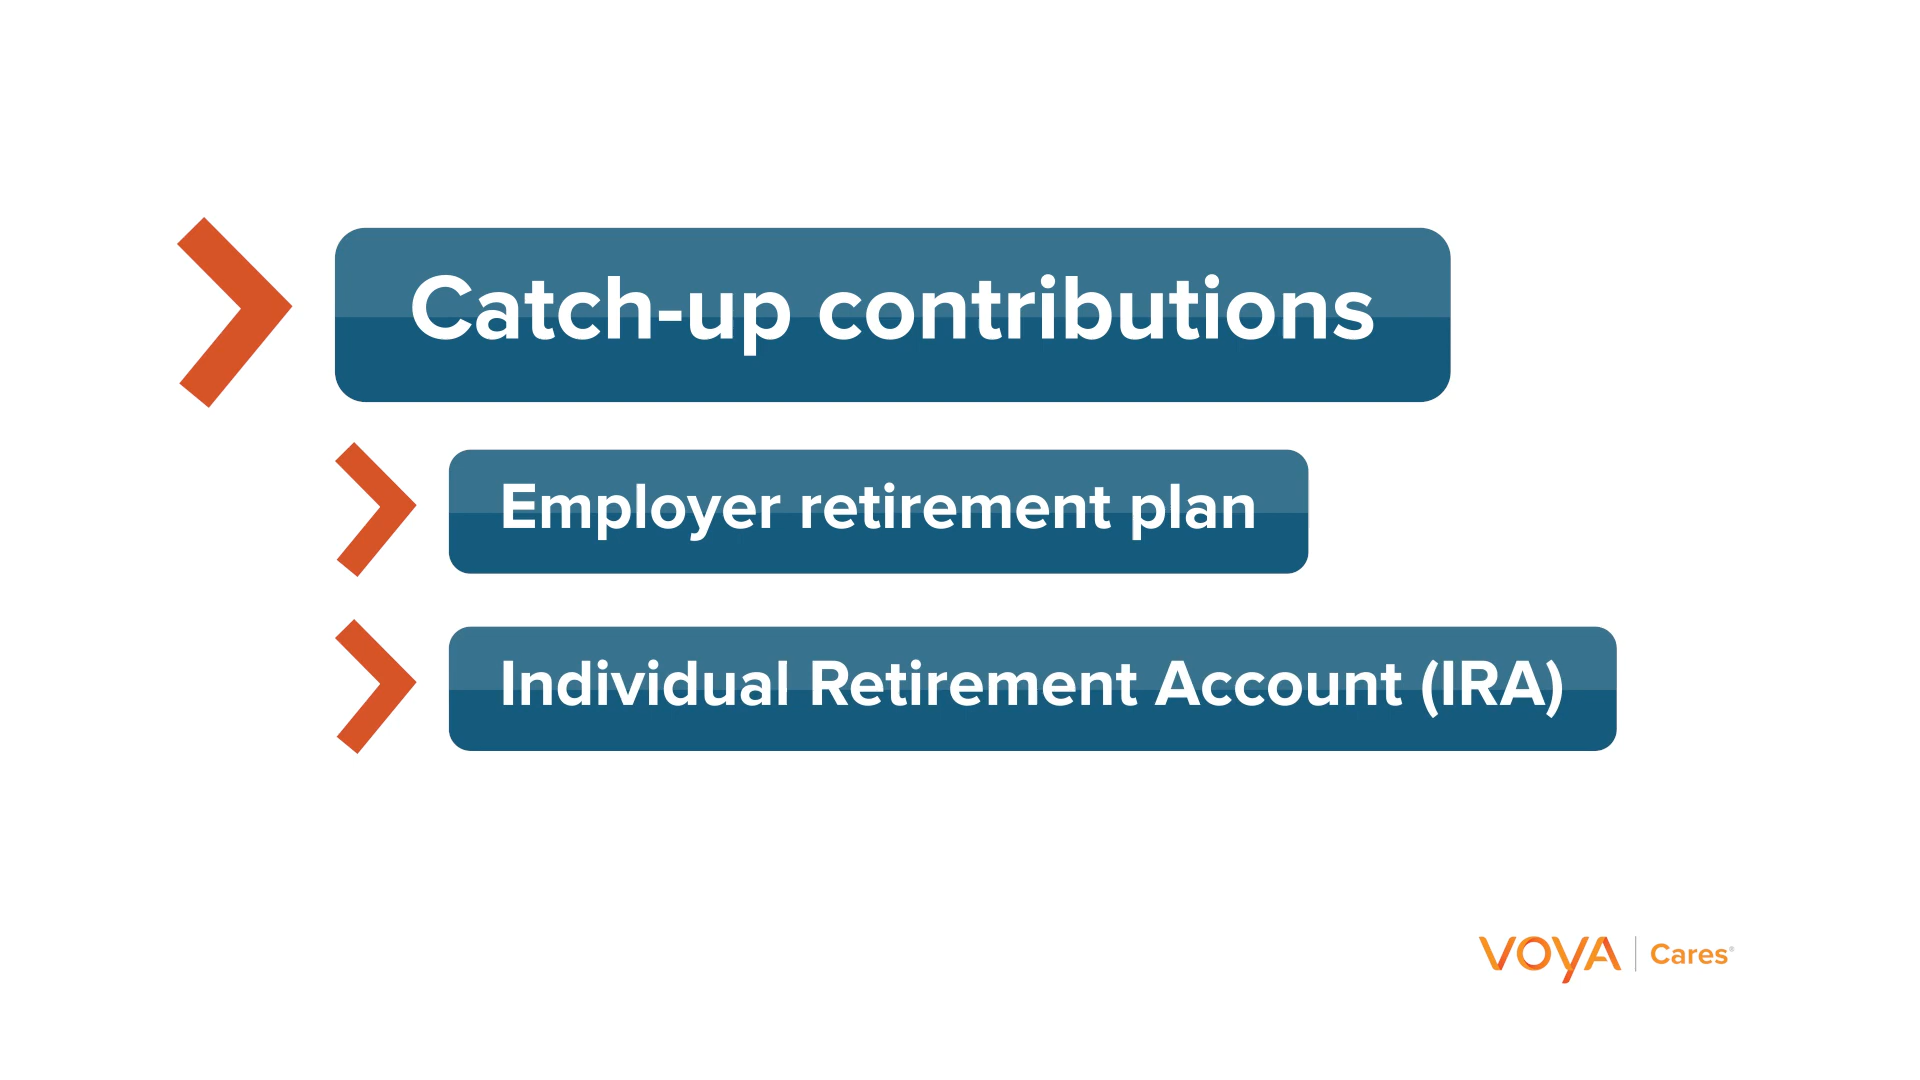 Catch-up contributions
Employer retirement plan
Individual Retirement Account (IRA)
VOYA | Cares®